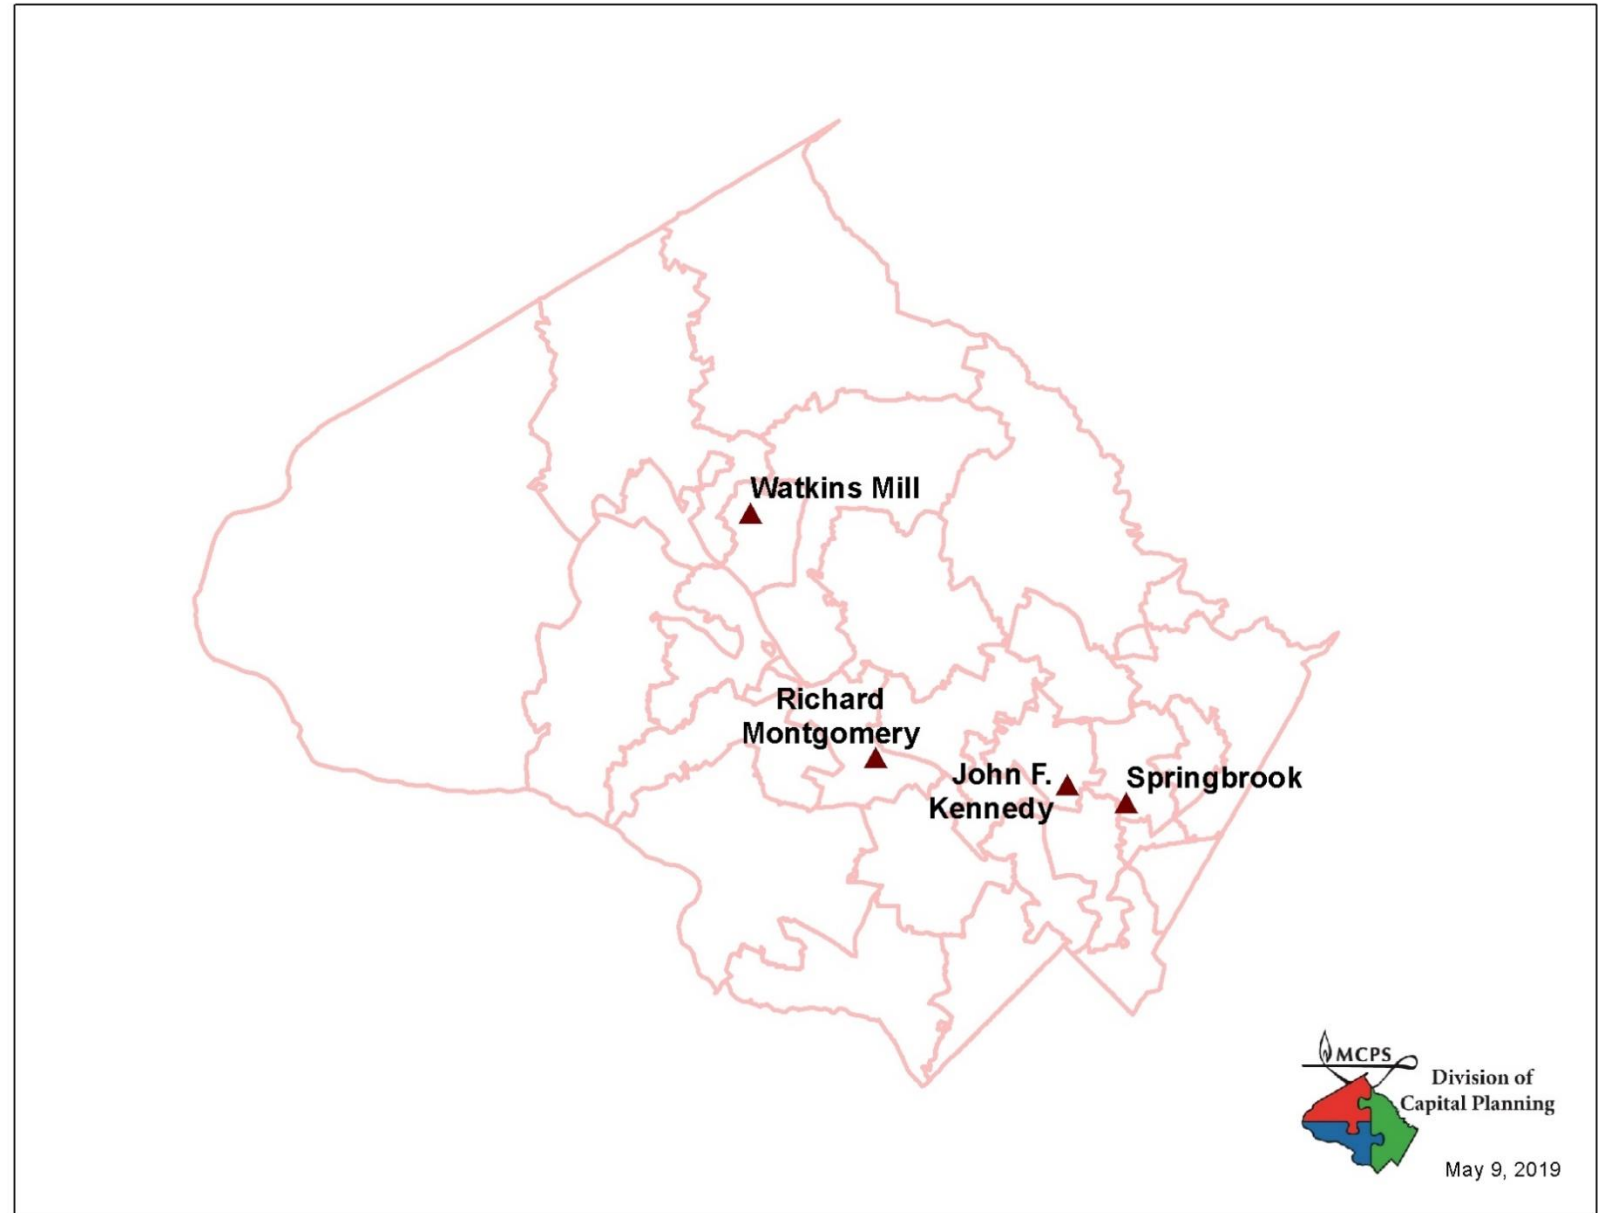 Watkins Mill
Richard
Montgomery
John F.
Kennedy
Springbrook
MCPS
Division of
Capital Planning
May 9, 2019